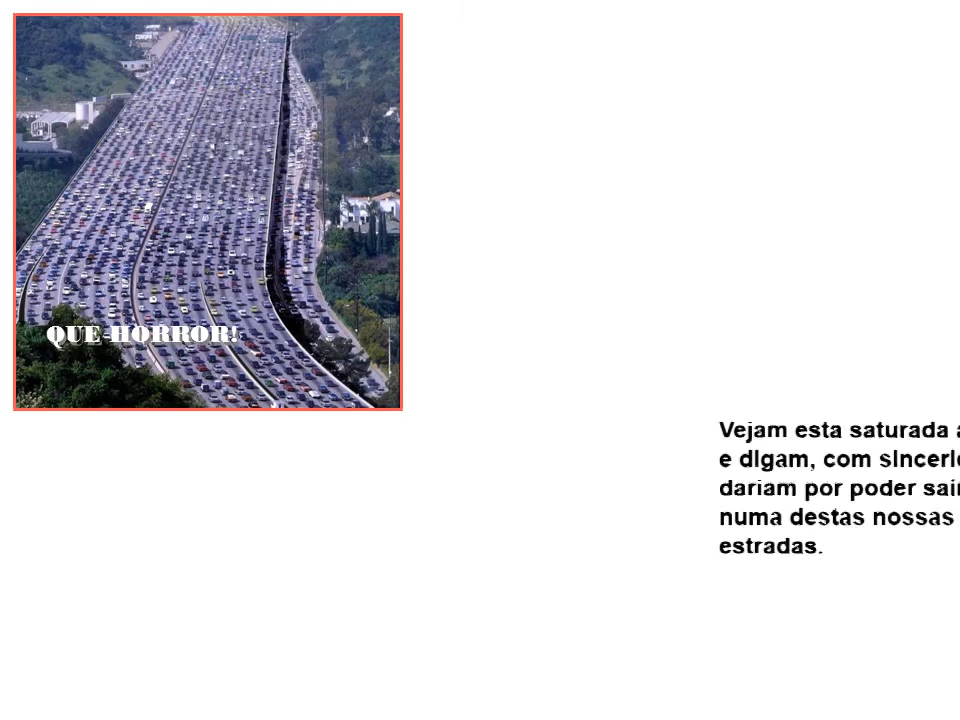 QUE HORROR!
Vejam esta saturada
e digam, com
dariam por poder
numa destas nossas
estradas.